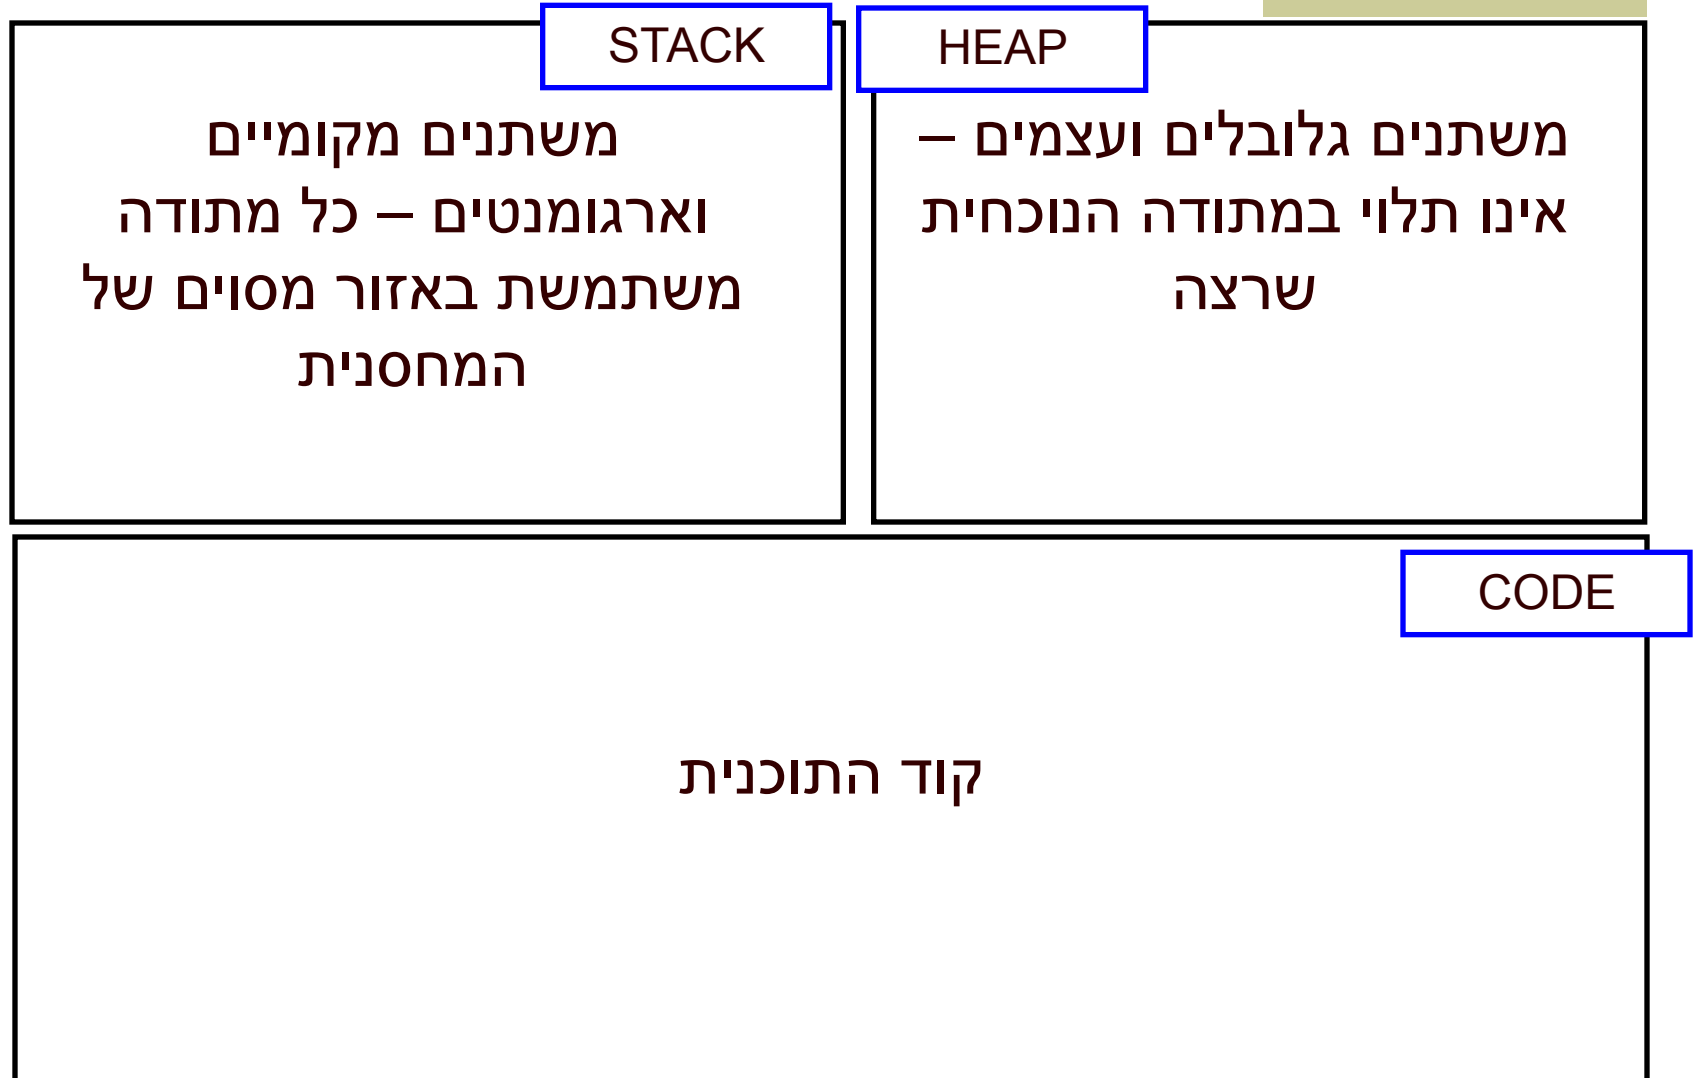 STACK
משתנים מקומיים
וארגומנטים – כל מתודה
משתמשת באזור מסוים של
המחסנית
HEAP
משתנים גלובלים ועצמים –
אינו תלוי במתודה הנוכחית
שרצה
CODE
קוד התוכנית